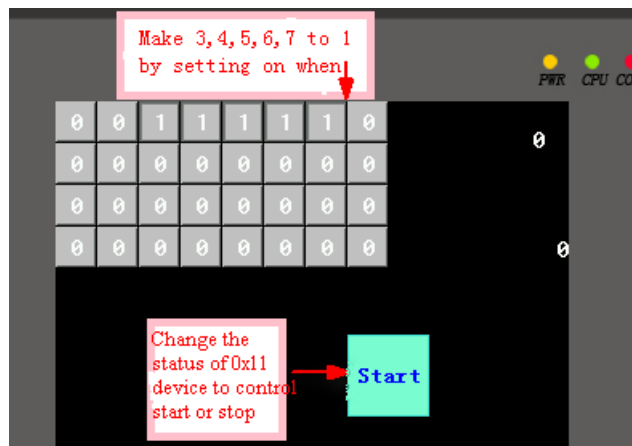 Make 3,4,5,6,7 to 1
by setting on when
PWR CPU CO
0 0 1 1 1 1 1 0
0
0 0 0 0 0 0 0 0
0 0 0 0 0 0 0 0
0 0 0 0 0 0 0 0
0
Change the
status of 0x11
device to control
start or stop
Start